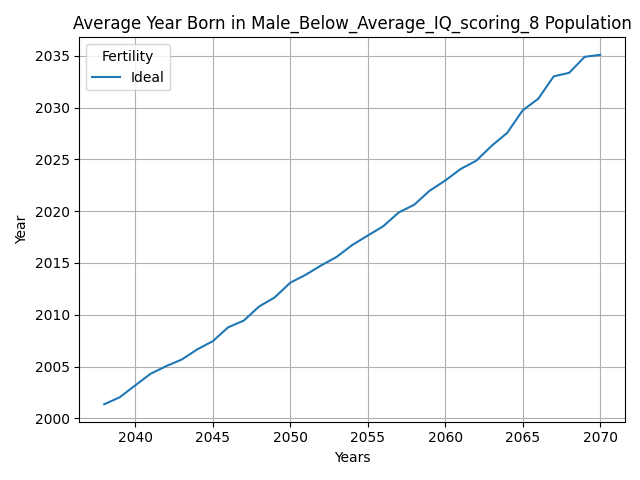 Average Year Born in Male_Below_Average_IQ_scoring_8 Population
Fertility
Ideal
2035
2030
2025
2020
2015
2010
2005
2000
Year
2040 2045 2050 2055 2060 2065 2070
Years